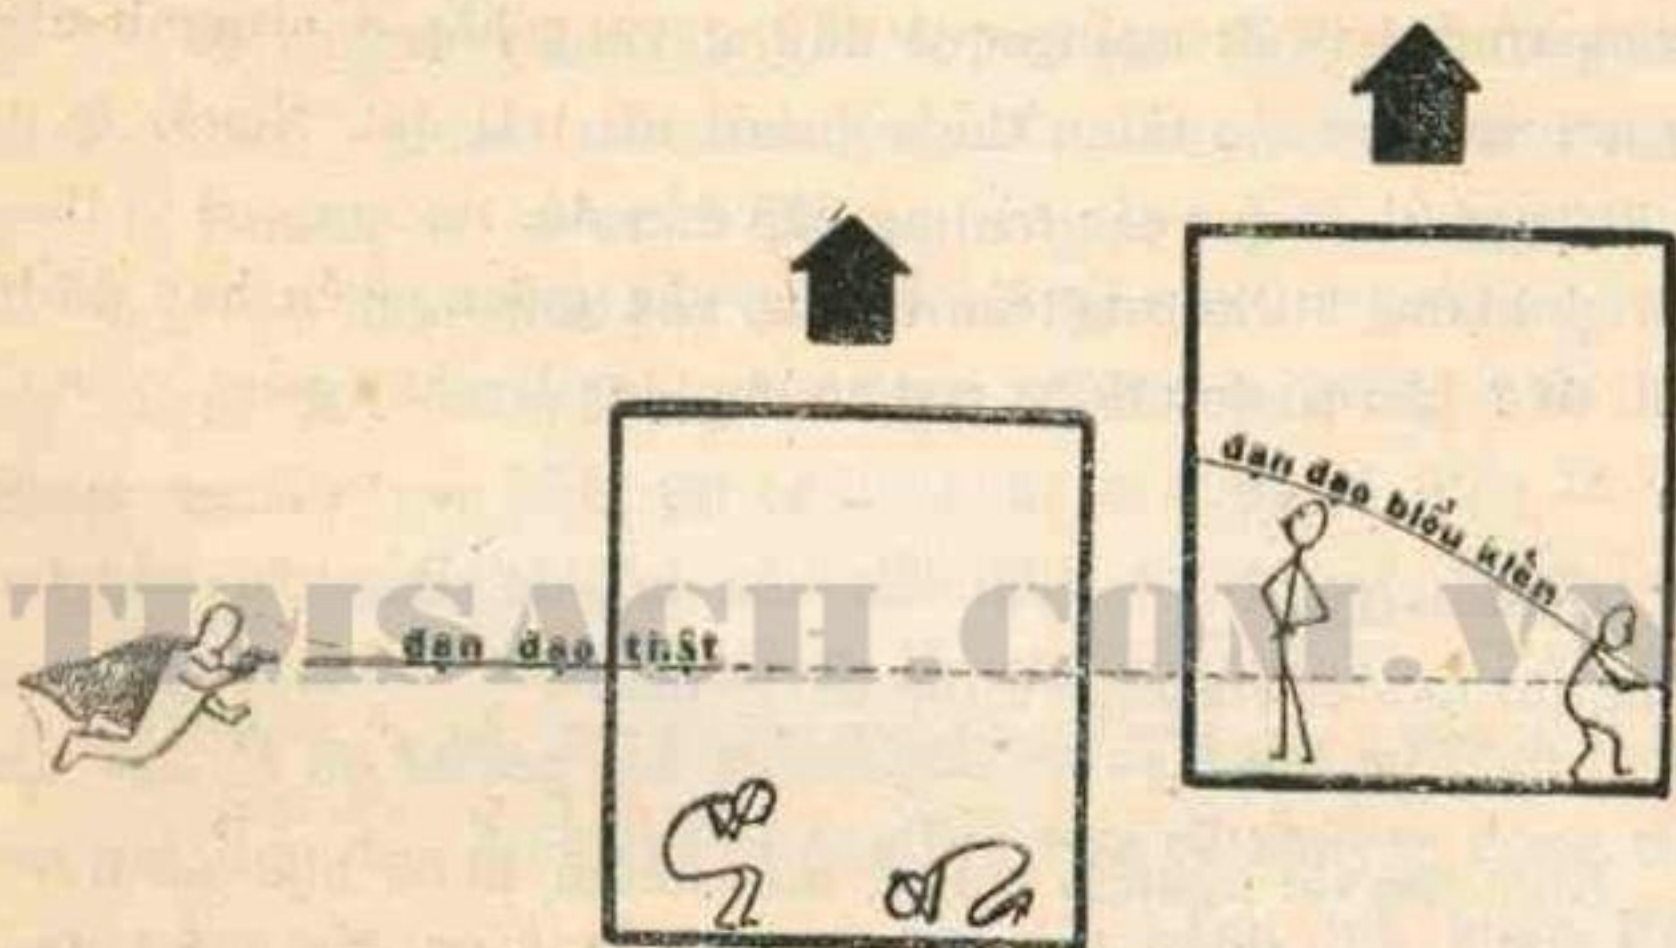 đạn đạo biểu kiến
TIMSACH.COM.VN
đạn đạo thật